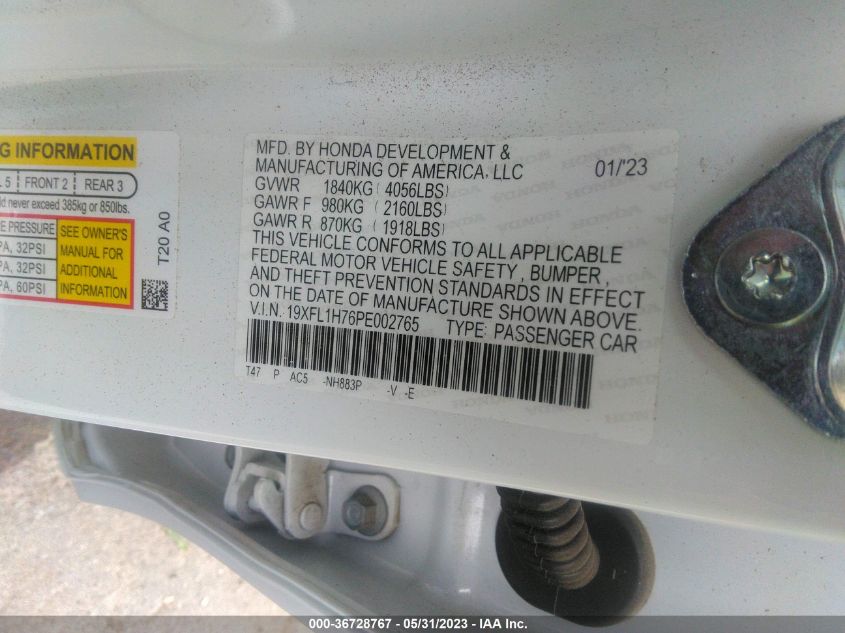 G INFORMATION
L 5 FRONT 2 REAR 3
d never exceed 385kg or 850lbs.
E PRESSURE SEE OWNER'S
PA, 32PSI MANUAL FOR
PA, 32PSI ADDITIONAL
PA, 60PSI INFORMATION
T20 A0
MFD. BY HONDA DEVELOPMENT &
MANUFACTURING OF AMERICA, LLC 01/'23
GVWR 1840KG ( 4056LBS)
GAWR F 980KG ( 2160LBS)
GAWR R 870KG ( 1918LBS)
THIS VEHICLE CONFORMS TO ALL APPLICABLE
FEDERAL MOTOR VEHICLE SAFETY, BUMPER,
AND THEFT PREVENTION STANDARDS IN EFFECT
ON THE DATE OF MANUFACTURE SHOWN ABOVE.
V.I.N. 19XFL1H76PE002765 TYPE: PASSENGER CAR
T47 P AC5 -NH883P -V -E
000-36728767 - 05/31/2023 - IAA Inc.